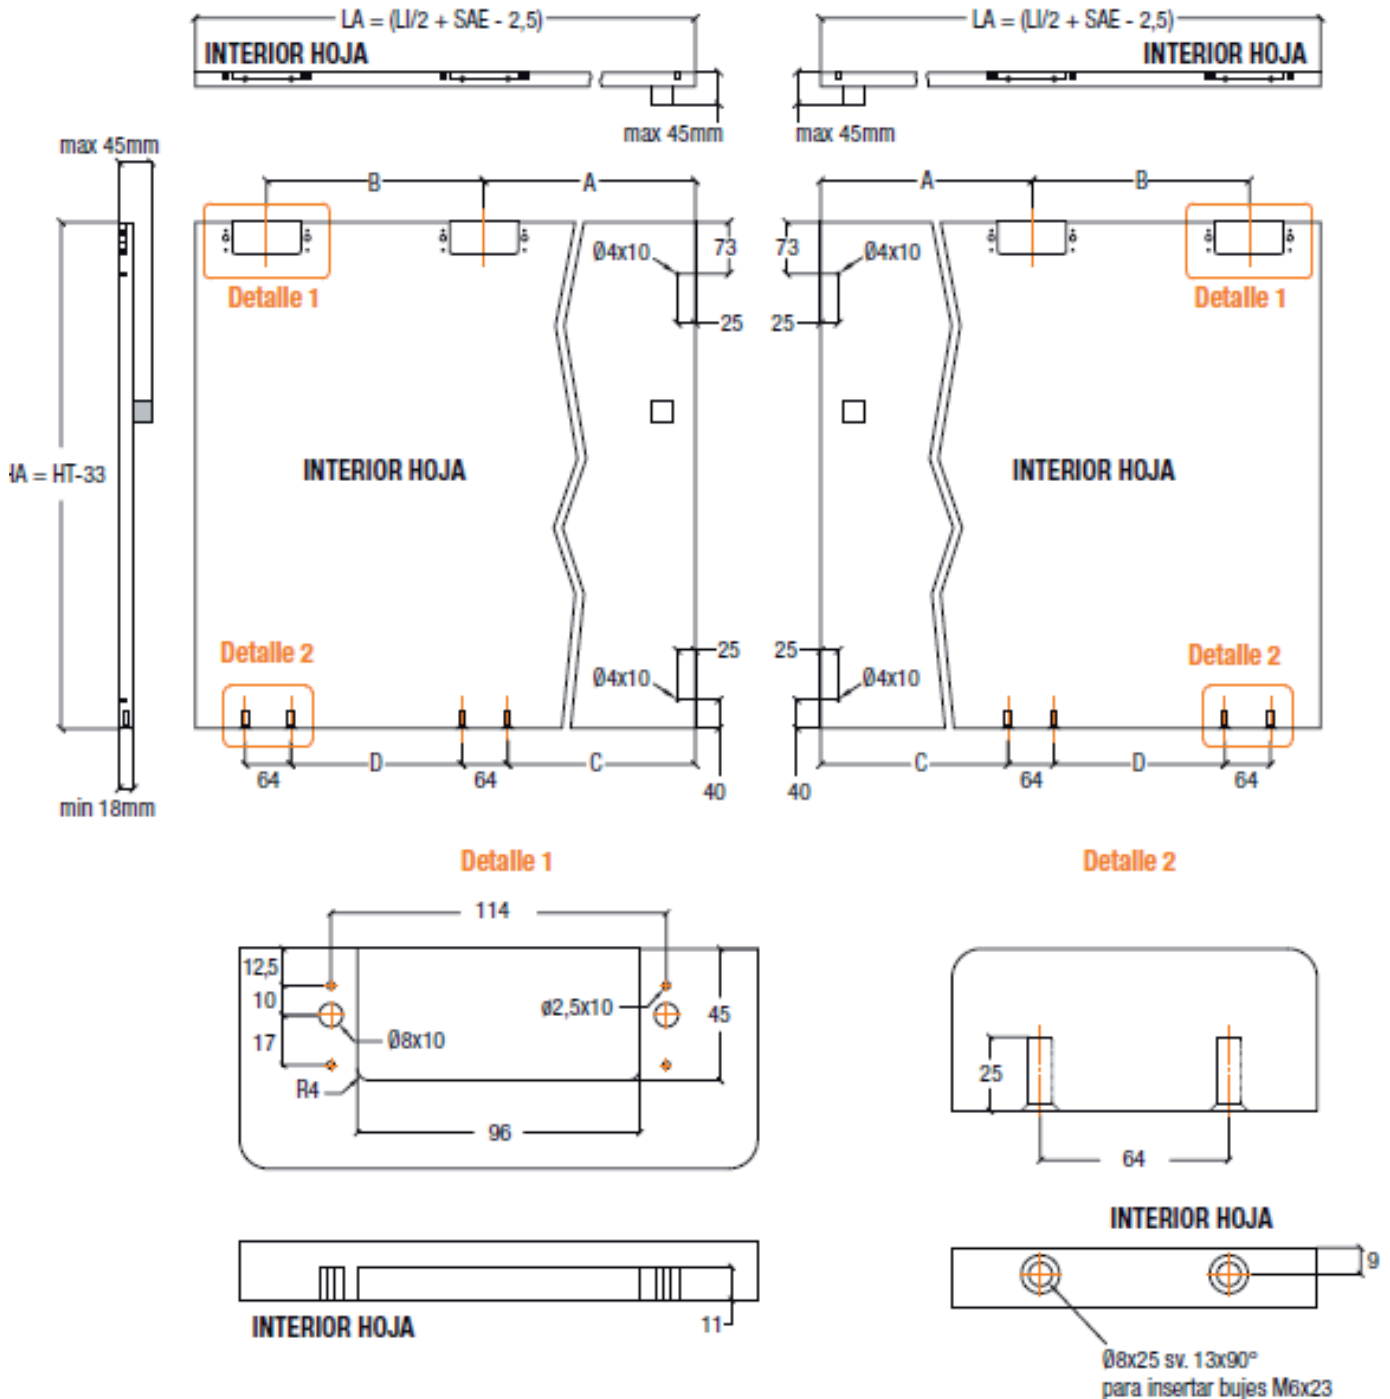 LA = (LI/2 + SAE - 2,5)
LA = (LI/2 + SAE - 2,5)
INTERIOR HOJA
INTERIOR HOJA
max 45mm
max 45mm
max 45mm
B
A
A
B
Ø4x10
73
73
Ø4x10
Detalle 1
Detalle 1
25
25
HA = HT-33
INTERIOR HOJA
INTERIOR HOJA
Detalle 2
25
25
Detalle 2
Ø4x10
Ø4x10
64
D
64
C
40
40
C
64
D
64
min 18mm
Detalle 1
Detalle 2
114
12,5
10
17
Ø8x10
ø2,5x10
45
R4
96
25
64
INTERIOR HOJA
9
11
INTERIOR HOJA
Ø8x25 sv. 13x90°
para insertar bujes M6x23